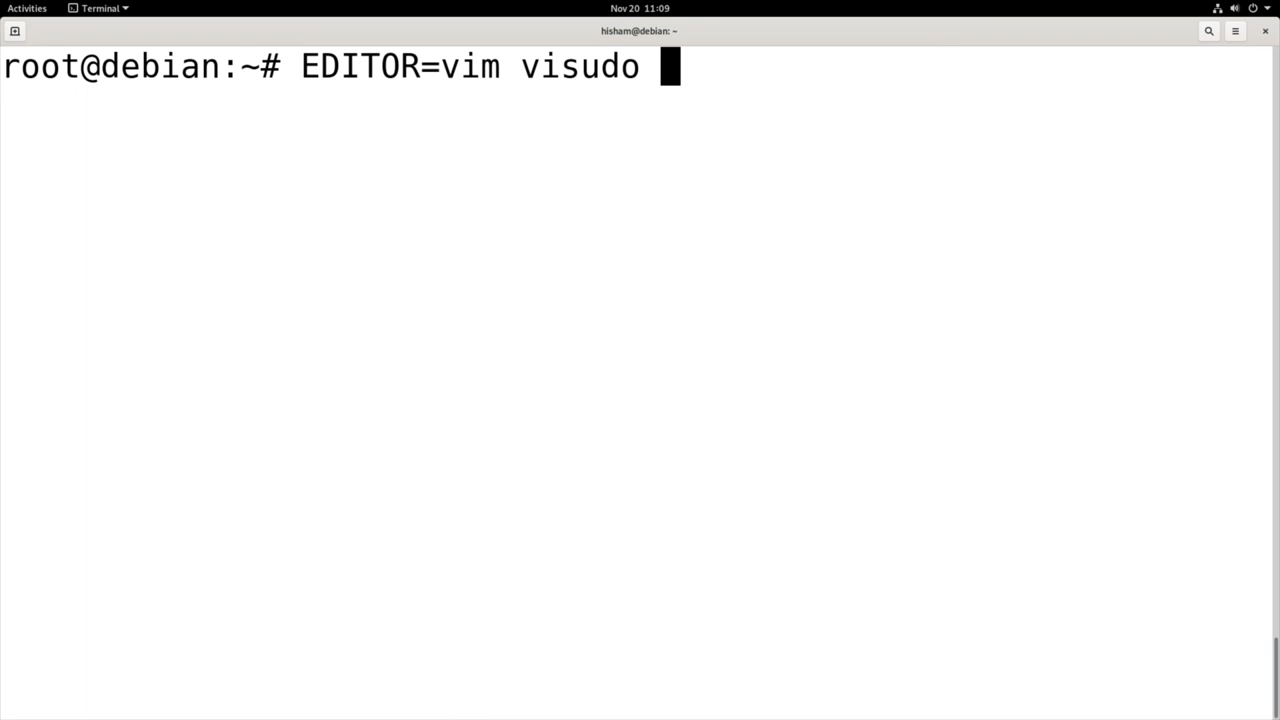 Activities Terminal Nov 20 11:09
hisham@debian: ~
root@debian:~# EDITOR=vim visudo